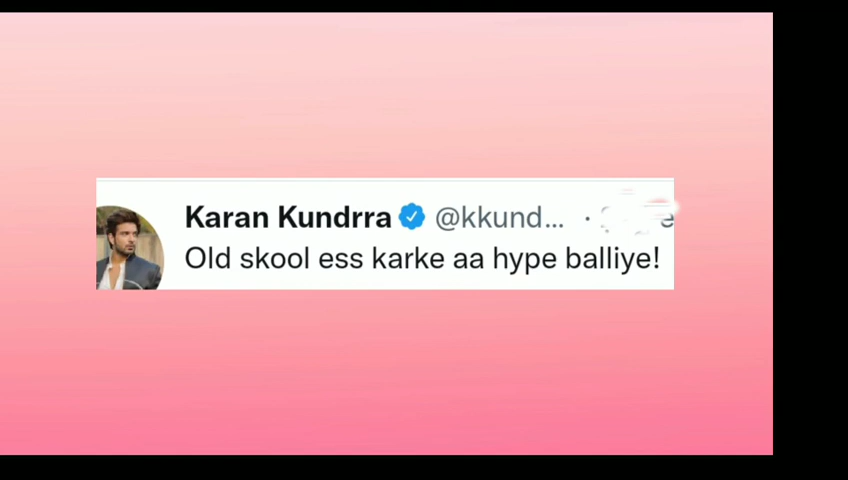 Karan Kundrra @kkund... ·
Old skool ess karke aa hype balliye!